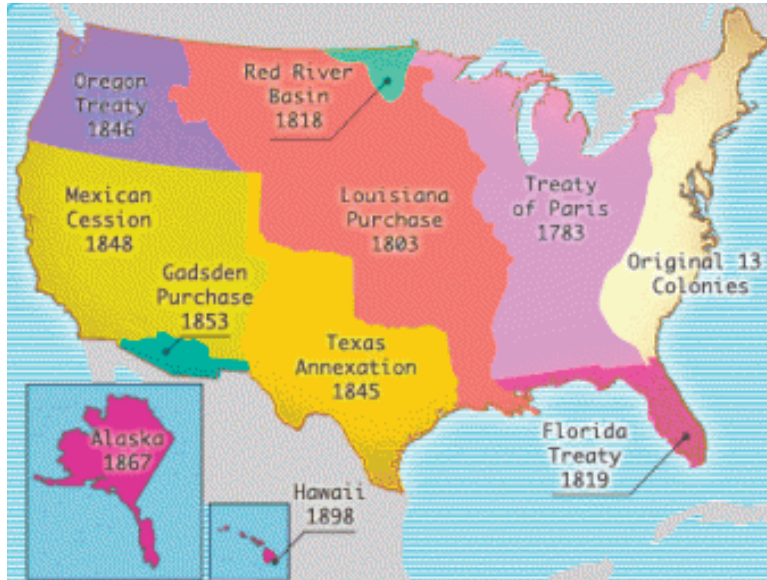 Oregon
Treaty
1846
Red River
Basin
1818
Mexican
Cession
1848
Louisiana
Purchase
1803
Treaty
of Paris
1783
Original 13
Colonies
Gadsden
Purchase
1853
Texas
Annexation
1845
Alaska
1867
Florida
Treaty
1819
Hawaii
1898